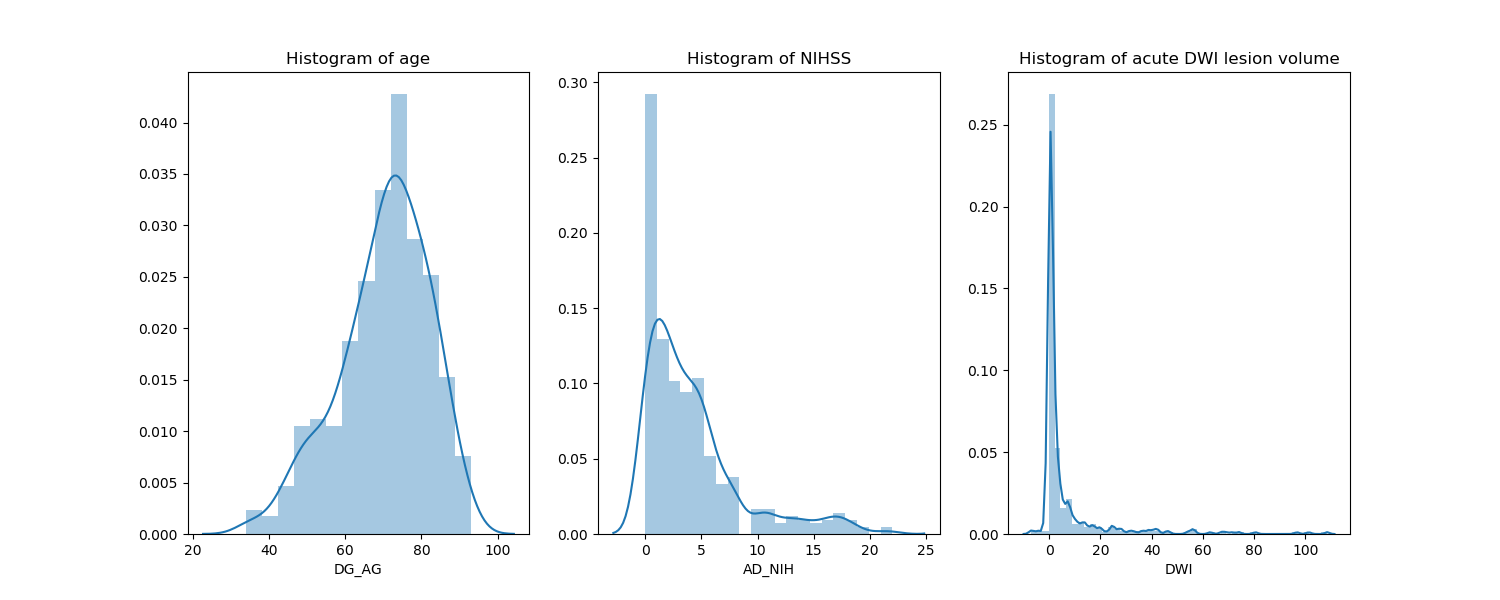 Histogram of age
0.040
0.035
0.030
0.025
0.020
0.015
0.010
0.005
0.000
20 40 60 80 100
DG_AG
Histogram of NIHSS
0.30
0.25
0.20
0.15
0.10
0.05
0.00
0 5 10 15 20 25
AD_NIH
Histogram of acute DWI lesion volume
0.25
0.20
0.15
0.10
0.05
0.00
0 20 40 60 80 100
DWI